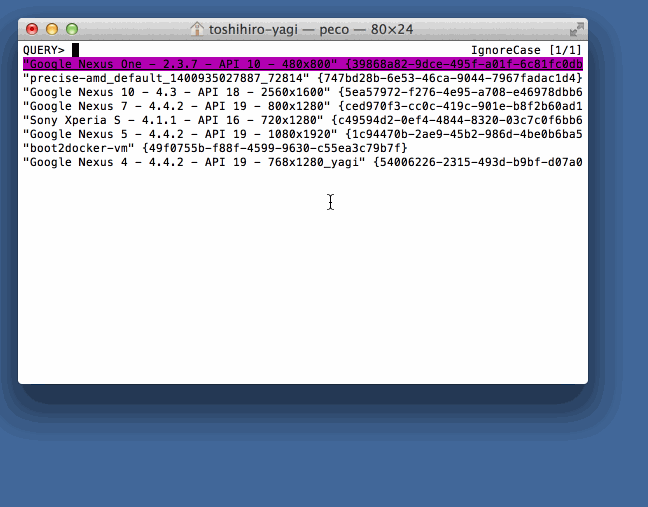 toshihiro-yagi — peco — 80×24
QUERY> IgnoreCase [1/1]
"Google Nexus One - 2.3.7 - API 10 - 480x800" {39868a82-9dce-495f-a01f-6c81fc0db
"precise-amd_default_1400935027887_72814" {747bd28b-6e53-46ca-9044-7967fadac1d4}
"Google Nexus 10 - 4.3 - API 18 - 2560x1600" {5ea57972-f276-4e95-a708-e46978dbb6
"Google Nexus 7 - 4.4.2 - API 19 - 800x1280" {ced970f3-cc0c-419c-901e-b8f2b60ad1
"Sony Xperia S - 4.1.1 - API 16 - 720x1280" {c49594d2-0ef4-4844-8320-03c7c0f6bb6
"Google Nexus 5 - 4.4.2 - API 19 - 1080x1920" {1c94470b-2ae9-45b2-986d-4be0b6ba5
"boot2docker-vm" {49f0755b-f88f-4599-9630-c55ea3c79b7f}
"Google Nexus 4 - 4.4.2 - API 19 - 768x1280_yagi" {54006226-2315-493d-b9bf-d07a0